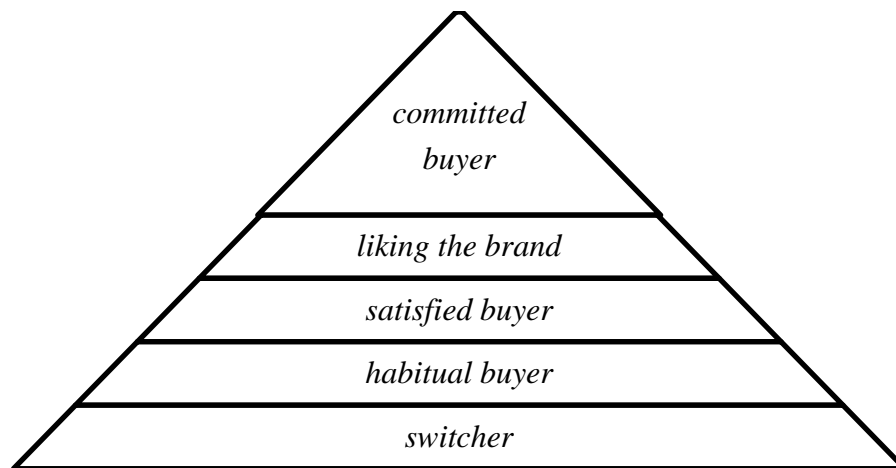 committed
buyer
liking the brand
satisfied buyer
habitual buyer
switcher